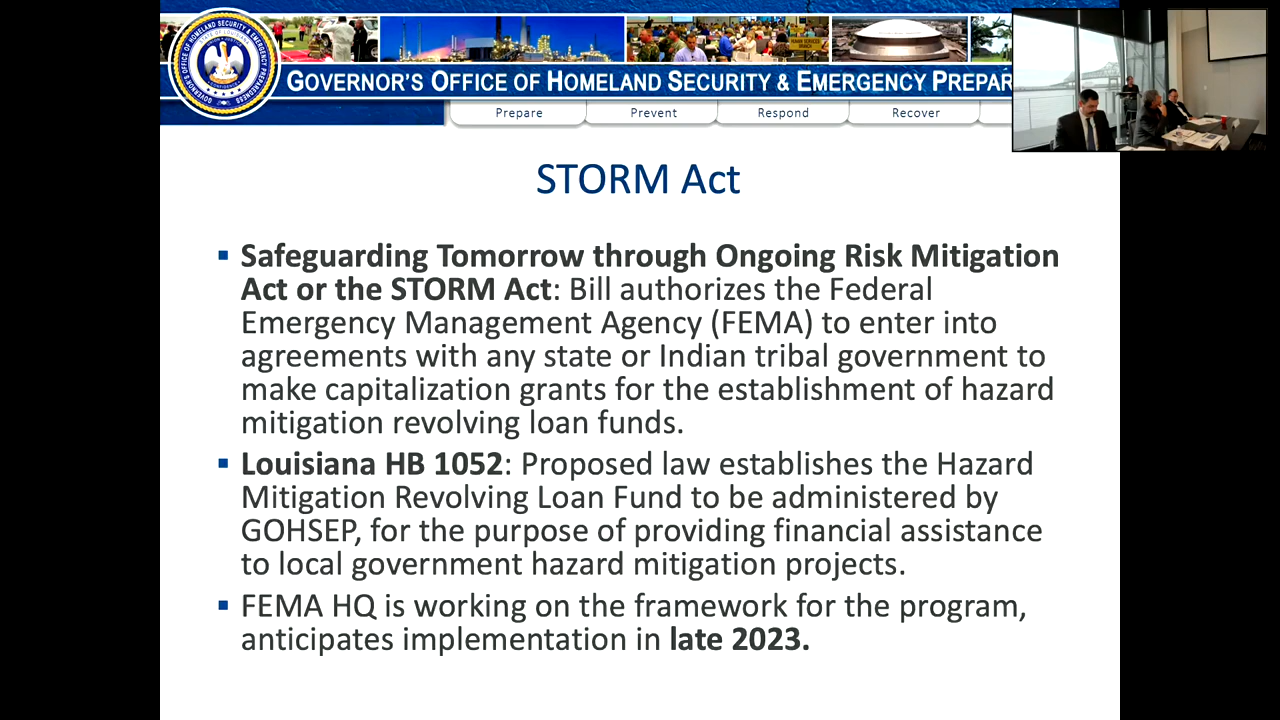 GOVERNOR'S OFFICE OF HOMELAND SECURITY & EMERGENCY PREPAR
Prepare Prevent Respond Recover
STORM Act
▪ Safeguarding Tomorrow through Ongoing Risk Mitigation
Act or the STORM Act: Bill authorizes the Federal
Emergency Management Agency (FEMA) to enter into
agreements with any state or Indian tribal government to
make capitalization grants for the establishment of hazard
mitigation revolving loan funds.
▪ Louisiana HB 1052: Proposed law establishes the Hazard
Mitigation Revolving Loan Fund to be administered by
GOHSEP, for the purpose of providing financial assistance
to local government hazard mitigation projects.
▪ FEMA HQ is working on the framework for the program,
anticipates implementation in late 2023.